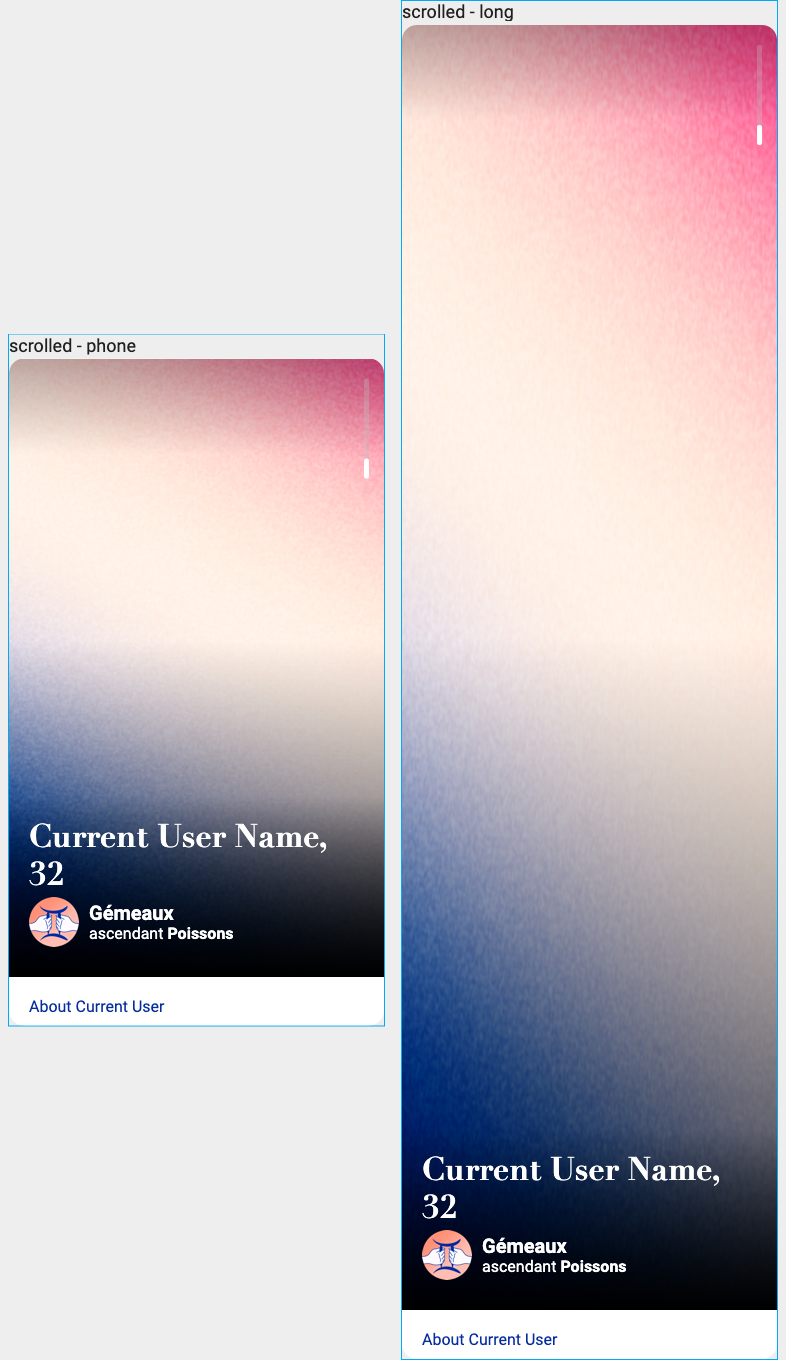 scrolled - long
scrolled - phone
Current User Name,
32
Gémeaux
ascendant Poissons
About Current User
Current User Name,
32
Gémeaux
ascendant Poissons
About Current User